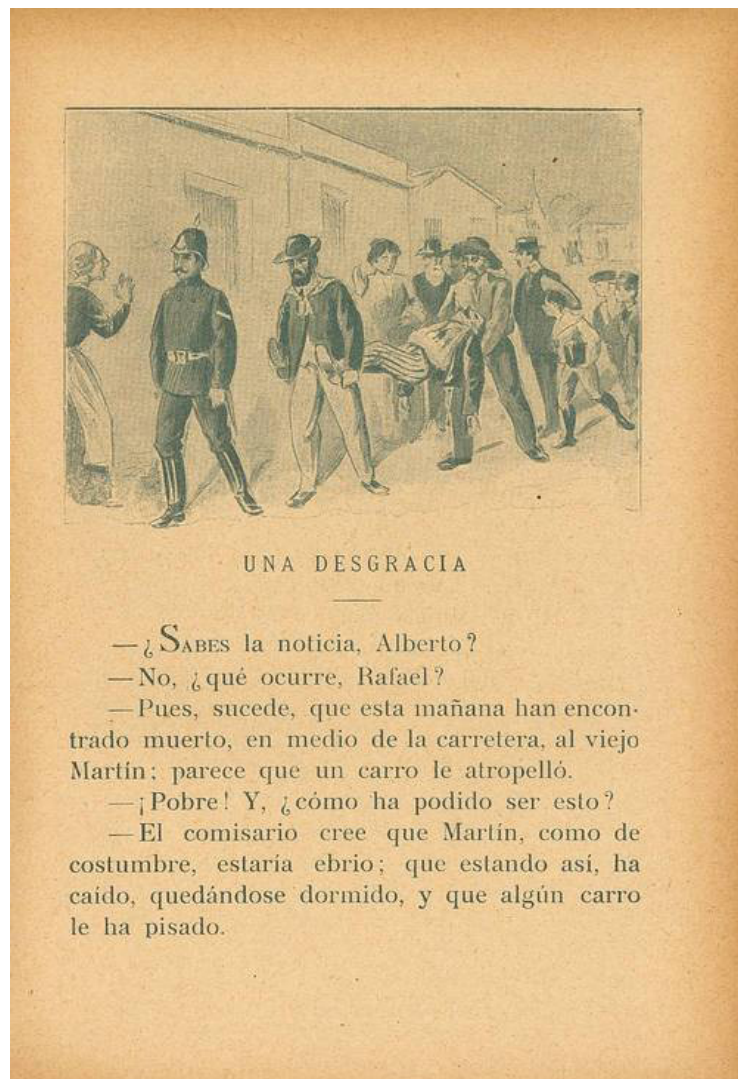 UNA DESGRACIA
—¿SABES la noticia, Alberto?
—No, ¿qué ocurre, Rafael?
—Pues, sucede, que esta mañana han encon-
trado muerto, en medio de la carretera, al viejo
Martín; parece que un carro le atropelló.
—¡Pobre! Y, ¿cómo ha podido ser esto?
—El comisario cree que Martín, como de
costumbre, estaría ebrio; que estando así, ha
caído, quedándose dormido, y que algún carro
le ha pisado.